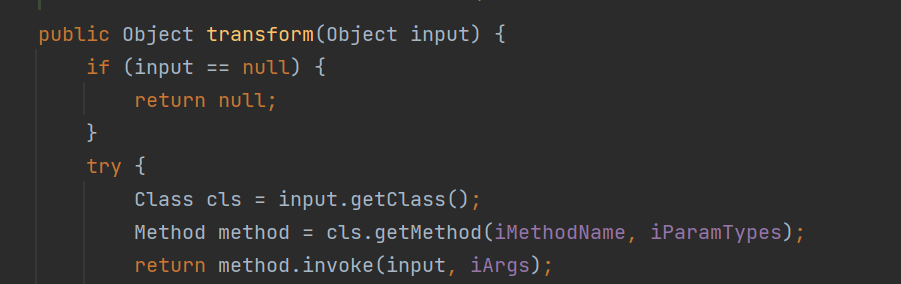 public Object transform(Object input) {
if (input == null) {
return null;
}
try {
Class cls = input.getClass();
Method method = cls.getMethod(iMethodName, iParamTypes);
return method.invoke(input, iArgs);